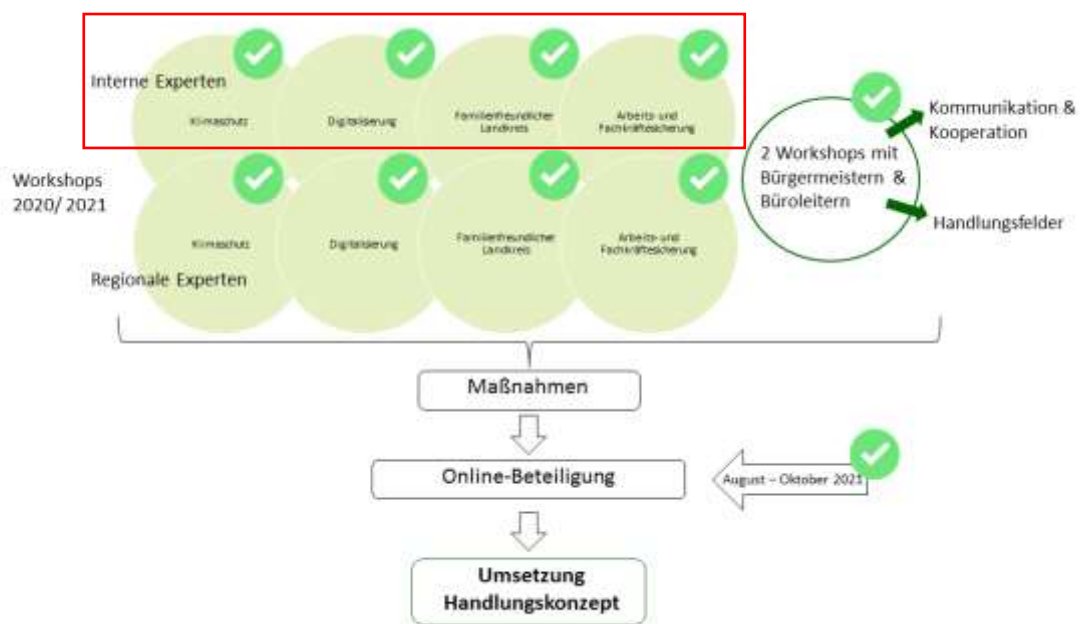 Interne Experten
Klimaschutz
Digitalisierung
Familienfreundlicher
Landkreis
Arbeits- und
Fachkräftesicherung
Kommunikation &
Kooperation
2 Workshops mit
Bürgermeistern &
Büroleitern
Handlungsfelder
Workshops
2020/ 2021
Klimaschutz
Digitalisierung
Familienfreundlicher
Landkreis
Arbeits- und
Fachkräftesicherung
Regionale Experten
Maßnahmen
Online-Beteiligung
August – Oktober 2021
Umsetzung
Handlungskonzept